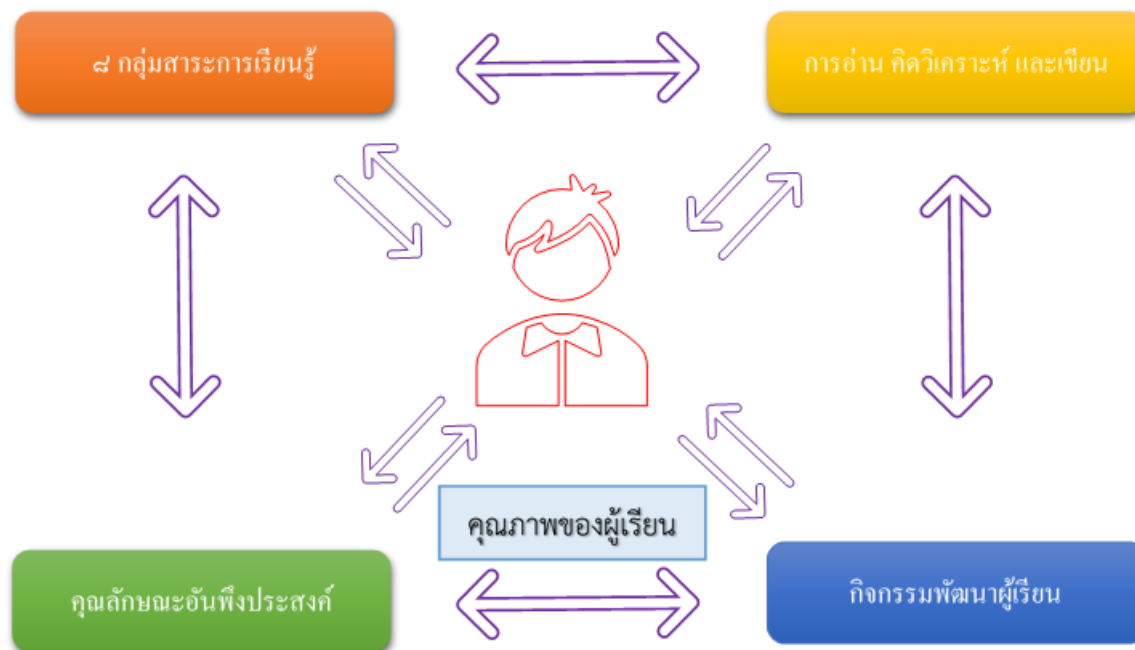 ๘ กลุ่มสาระการเรียนรู้
การอ่าน คิดวิเคราะห์ และเขียน
คุณภาพของผู้เรียน
คุณลักษณะอันพึงประสงค์
กิจกรรมพัฒนาผู้เรียน